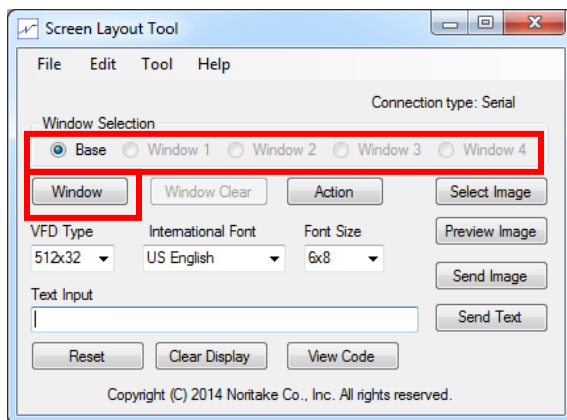 Screen Layout Tool
File Edit Tool Help
Connection type: Serial
Window Selection
Base Window 1 Window 2 Window 3 Window 4
Window Window Clear Action Select Image
VFD Type International Font Font Size Preview Image
512x32 US English 6x8
Send Image
Text Input
Send Text
Reset Clear Display View Code
Copyright (C) 2014 Noritake Co., Inc. All rights reserved.